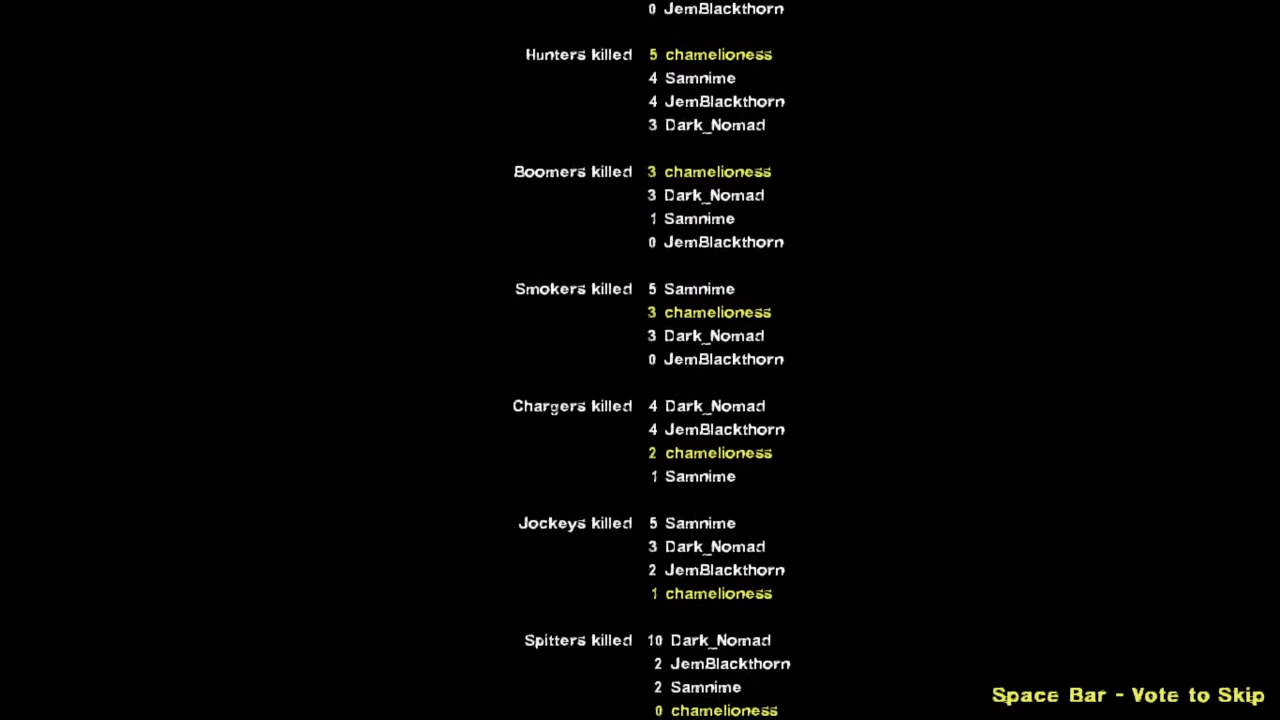 0 JemBlackthorn
Hunters killed 5 chamelioness
4 Samnime
4 JemBlackthorn
3 Dark_Nomad
Boomers killed 3 chamelioness
3 Dark_Nomad
1 Samnime
0 JemBlackthorn
Smokers killed 5 Samnime
3 chamelioness
3 Dark_Nomad
0 JemBlackthorn
Chargers killed 4 Dark_Nomad
4 JemBlackthorn
2 chamelioness
1 Samnime
Jockeys killed 5 Samnime
3 Dark_Nomad
2 JemBlackthorn
1 chamelioness
Spitters killed 10 Dark_Nomad
2 JemBlackthorn
2 Samnime
0 chamelioness
Space Bar - Vote to Skip